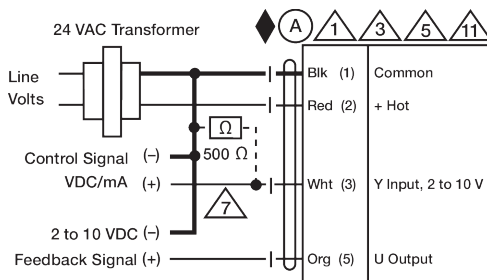 24 VAC Transformer
A 1 3 5 11
Line
Volts
Blk (1) Common
Red (2) + Hot
Ω
500 Ω
Control Signal (−)
VDC/mA (+)
Wht (3) Y Input, 2 to 10 V
7
2 to 10 VDC (−)
Feedback Signal (+)
Org (5) U Output